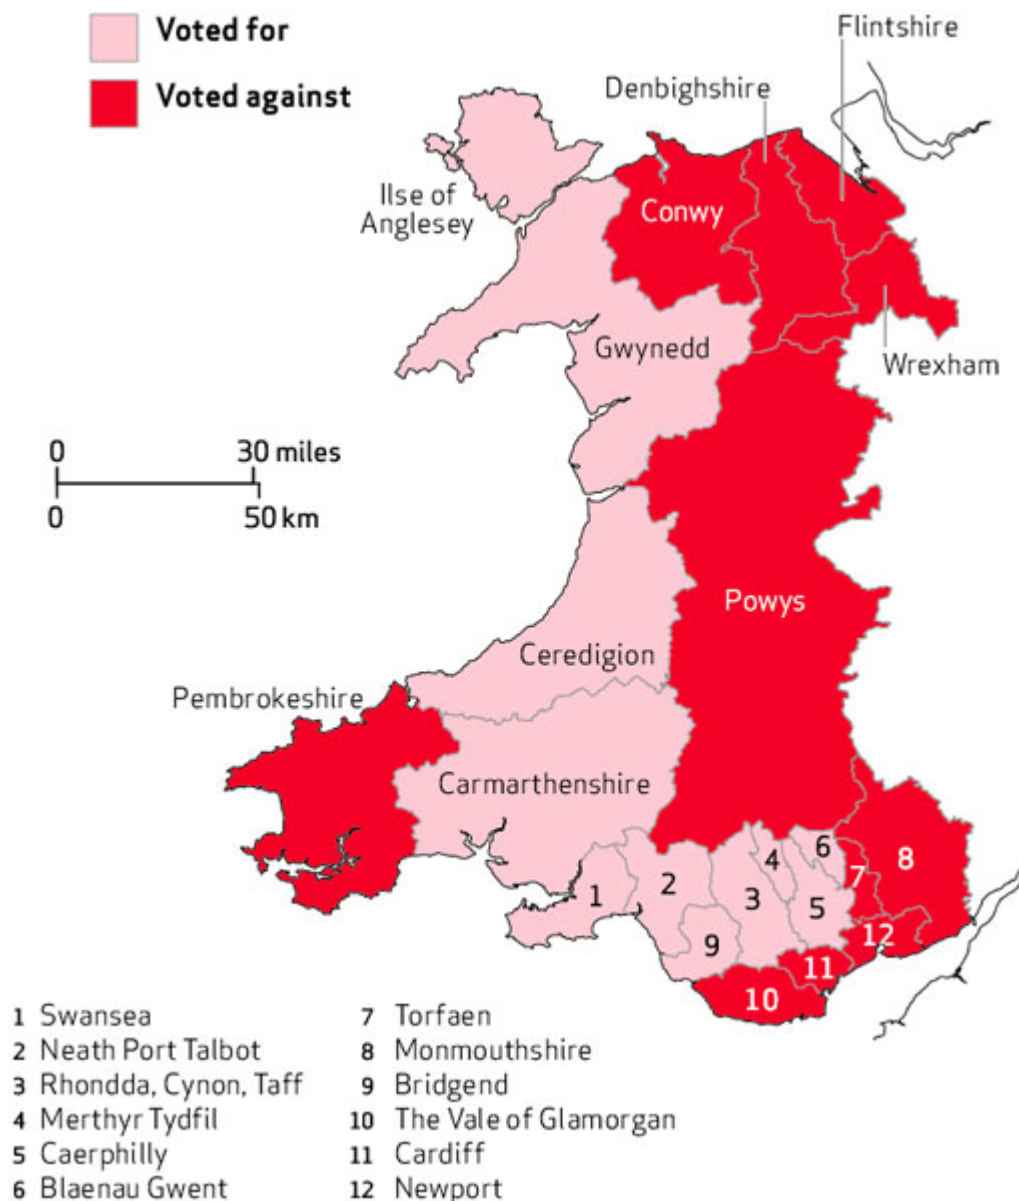 Voted for
Voted against
Flintshire
Denbighshire
Ilse of
Anglesey
Conwy
Gwynedd
Wrexham
0 30 miles
0 50 km
Powys
Ceredigion
Pembrokeshire
Carmarthenshire
6
4
7
8
1
2
3
5
12
9
11
10
1 Swansea
2 Neath Port Talbot
3 Rhondda, Cynon, Taff
4 Merthyr Tydfil
5 Caerphilly
6 Blaenau Gwent
7 Torfaen
8 Monmouthshire
9 Bridgend
10 The Vale of Glamorgan
11 Cardiff
12 Newport